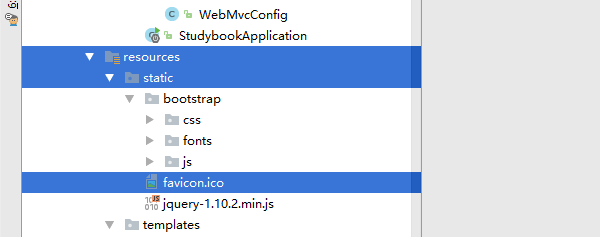 WebMvcConfig
StudybookApplication
resources
static
bootstrap
css
fonts
js
favicon.ico
jquery-1.10.2.min.js
templates